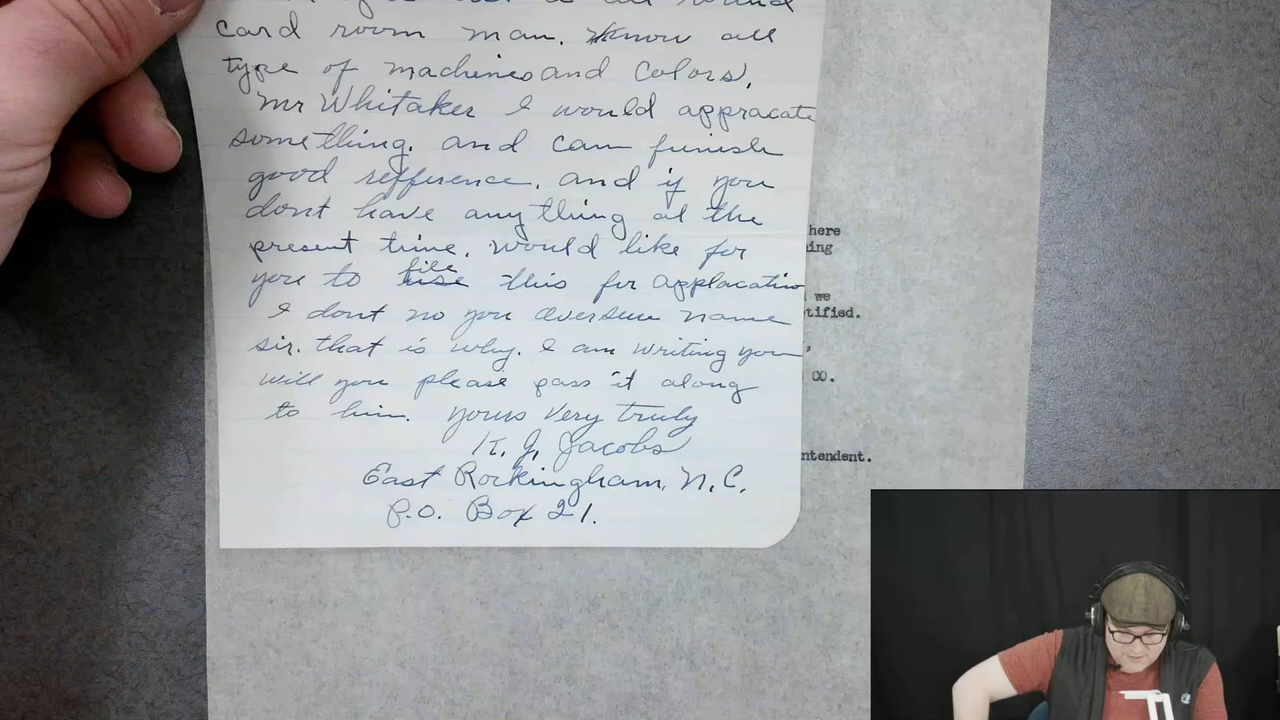 card room man. Know all
type of machines and Colors,
Mr Whitaker I would appracate
something. and can funish
good refference. and if you
dont have any thing at the
present time. would like for
file
you to use this for applacation
I dont no you Overseer name
sir. that is why. I am writing you
will you please pass it along
to him. yours Very truly
K. J. Jacobs
East Rockingham, N.C.
P.O. Box 21.
here
ing
we
tified.
CO.
ntendent.